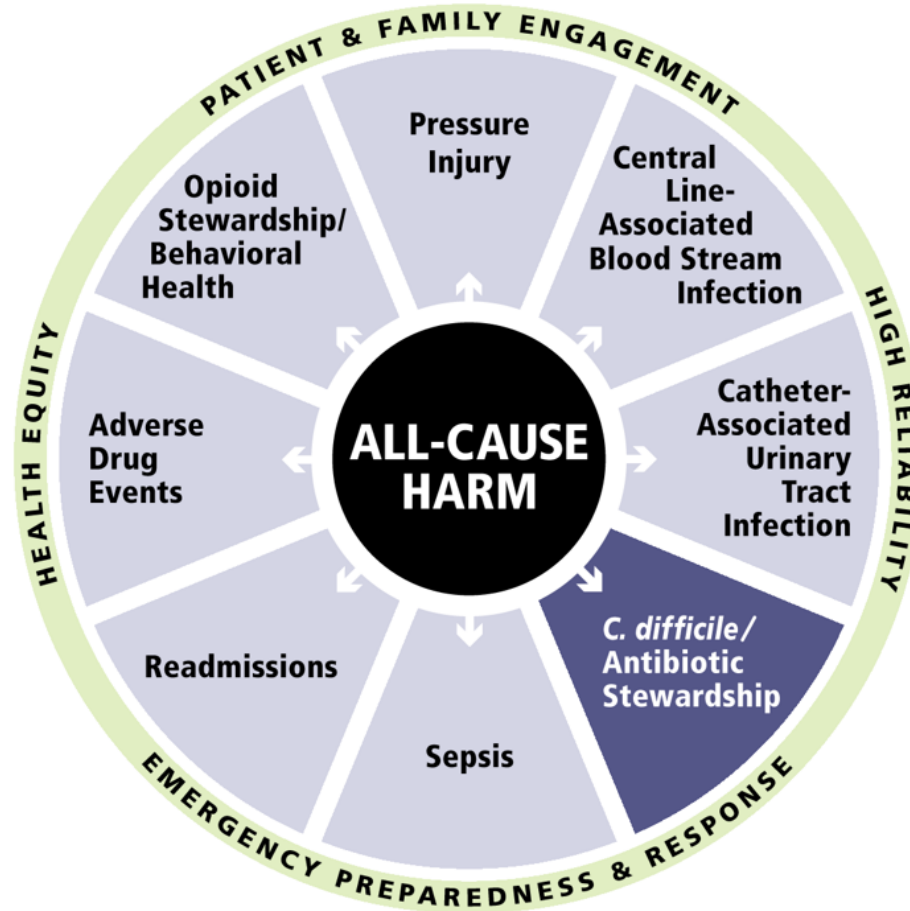 PATIENT & FAMILY ENGAGEMENT
HIGH RELIABILITY
EMERGENCY PREPAREDNESS & RESPONSE
HEALTH EQUITY
Pressure
Injury
Central
Line-
Associated
Blood Stream
Infection
Catheter-
Associated
Urinary
Tract
Infection
C. difficile/
Antibiotic
Stewardship
Sepsis
Readmissions
Adverse
Drug
Events
Opioid
Stewardship/
Behavioral
Health
ALL-CAUSE
HARM